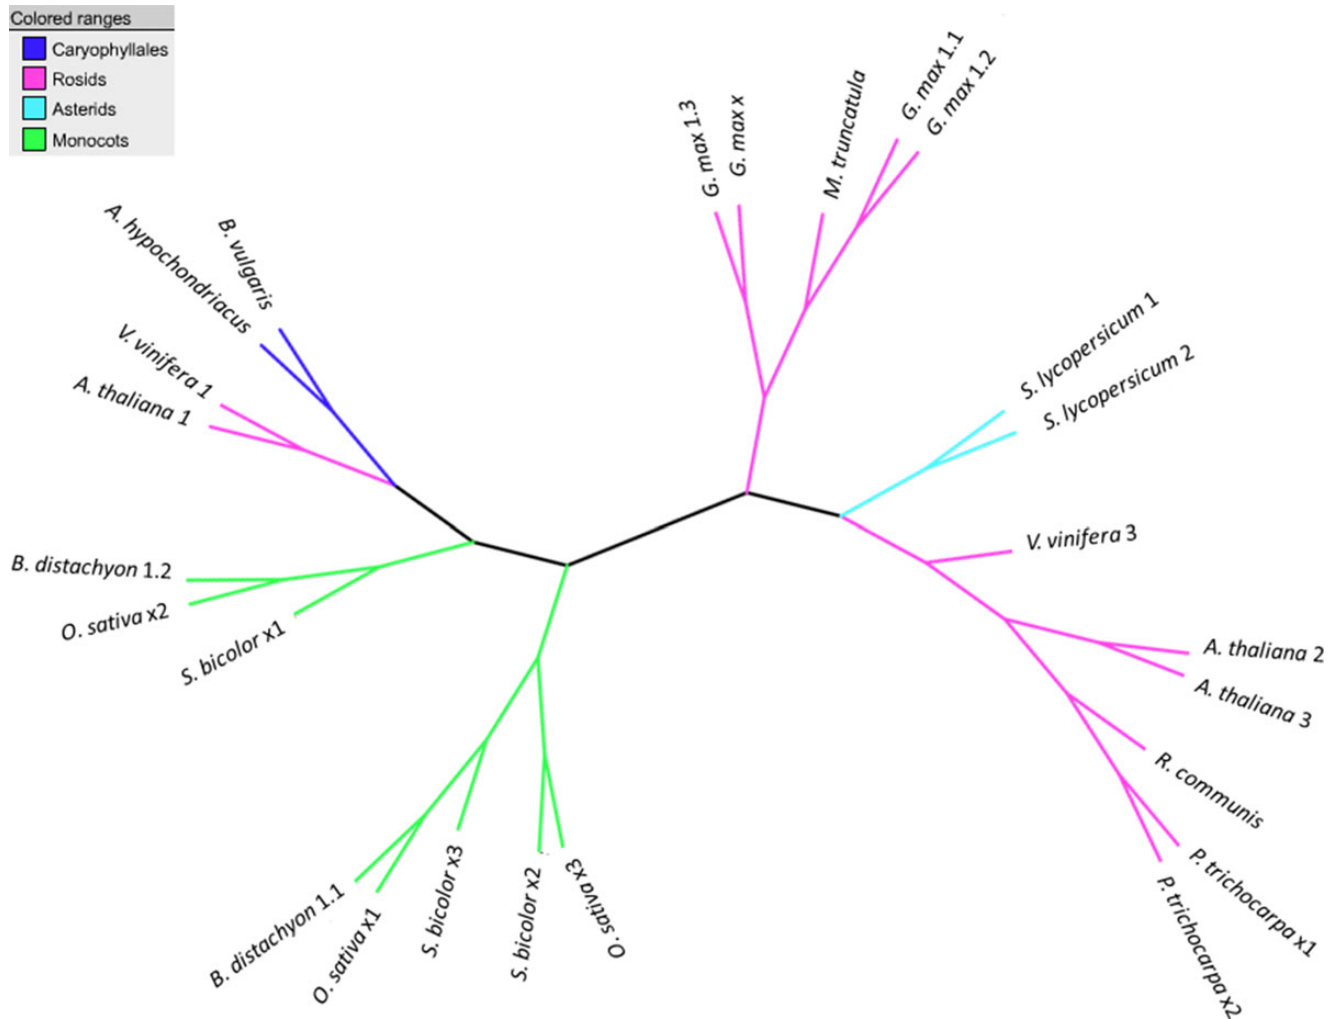 Colored ranges
Caryophyllales
Rosids
Asterids
Monocots
G. max 1.3
G. max x
M. truncatula
G. max 1.1
G. max 1.2
A. hypochondriacus
B. vulgaris
V. vinifera 1
A. thaliana 1
S. lycopersicum 1
S. lycopersicum 2
V. vinifera 3
B. distachyon 1.2
O. sativa x2
S. bicolor x1
A. thaliana 2
A. thaliana 3
R. communis
P. trichocarpa x1
P. trichocarpa x2
B. distachyon 1.1
O. sativa x1
S. bicolor x3
S. bicolor x2
O. sativa x3